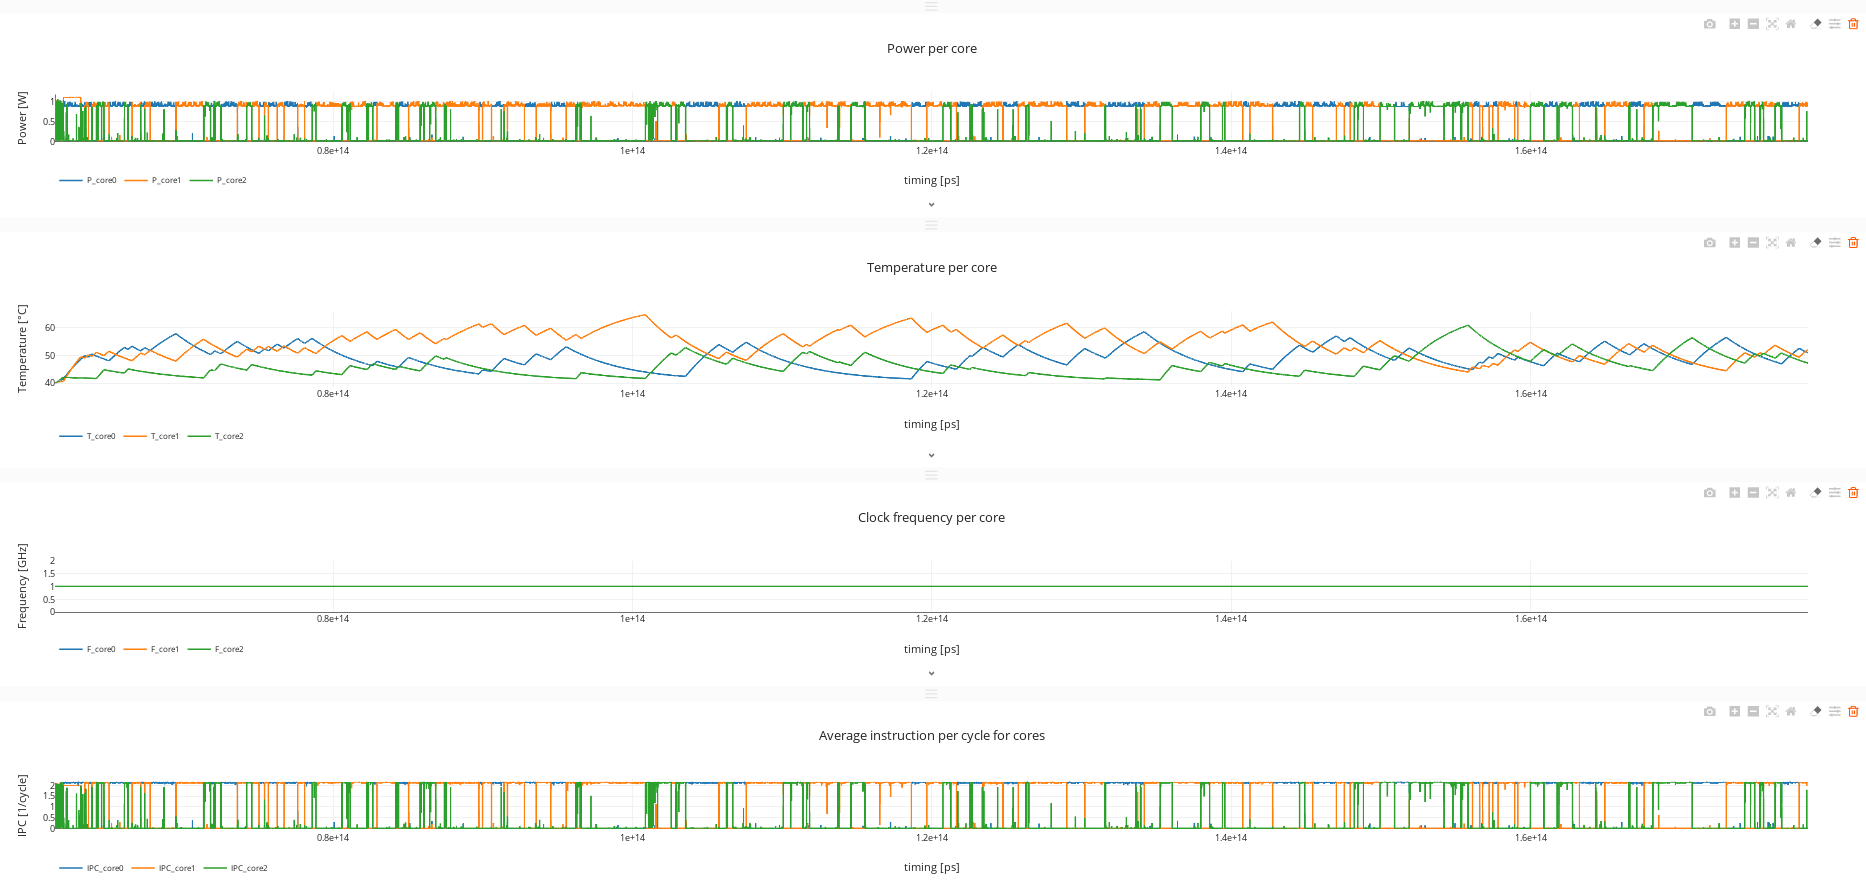 Power per core
Power [W]
1
0.5
0
0.8e+14 1e+14 1.2e+14 1.4e+14 1.6e+14
timing [ps]
P_core0 P_core1 P_core2
Temperature per core
Temperature [°C]
60
50
40
0.8e+14 1e+14 1.2e+14 1.4e+14 1.6e+14
timing [ps]
T_core0 T_core1 T_core2
Clock frequency per core
Frequency [GHz]
2
1.5
1
0.5
0
0.8e+14 1e+14 1.2e+14 1.4e+14 1.6e+14
timing [ps]
F_core0 F_core1 F_core2
Average instruction per cycle for cores
IPC [1/cycle]
2
1.5
1
0.5
0
0.8e+14 1e+14 1.2e+14 1.4e+14 1.6e+14
timing [ps]
IPC_core0 IPC_core1 IPC_core2